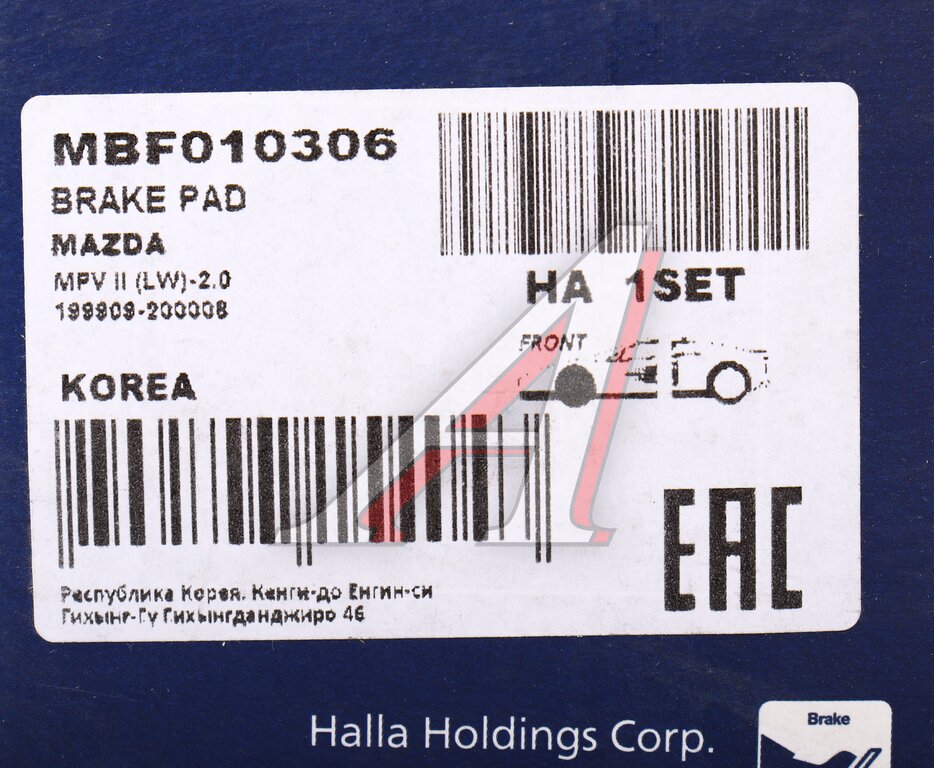 MBF010306
BRAKE PAD
MAZDA
MPV II (LW)-2.0
199909-200006
HA 1SET
FRONT
KOREA
EAC
Республика Корея, Кенги-до Енгин-си
Гихынг-Гу Гихынгданджиро 46
Halla Holdings Corp.
Brake